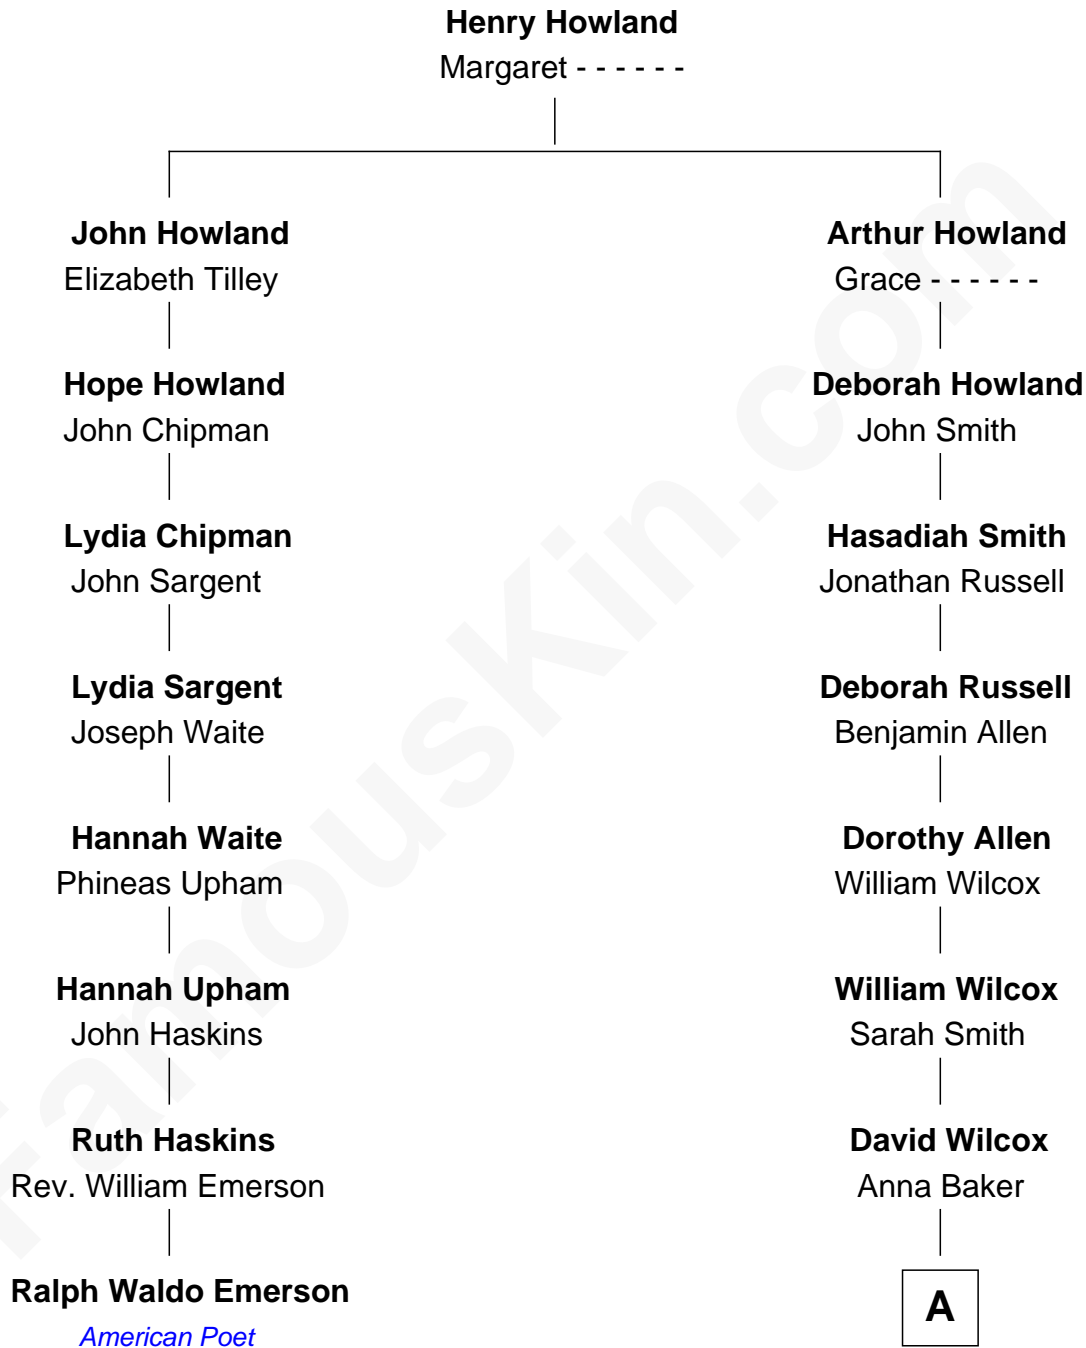 Henry Howland
Margaret - - - - - -
John Howland
Elizabeth Tilley
Hope Howland
John Chipman
Lydia Chipman
John Sargent
Lydia Sargent
Joseph Waite
Hannah Waite
Phineas Upham
Hannah Upham
John Haskins
Ruth Haskins
Rev. William Emerson
Ralph Waldo Emerson
American Poet
Arthur Howland
Grace - - - - - -
Deborah Howland
John Smith
Hasadiah Smith
Jonathan Russell
Deborah Russell
Benjamin Allen
Dorothy Allen
William Wilcox
William Wilcox
Sarah Smith
David Wilcox
Anna Baker
A
FamousKin.com